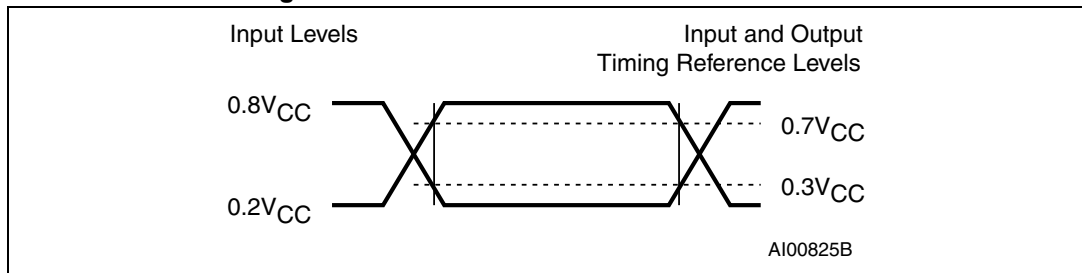 Input Levels
Input and Output
Timing Reference Levels
0.8VCC
0.7VCC
0.3VCC
0.2VCC
AI00825B